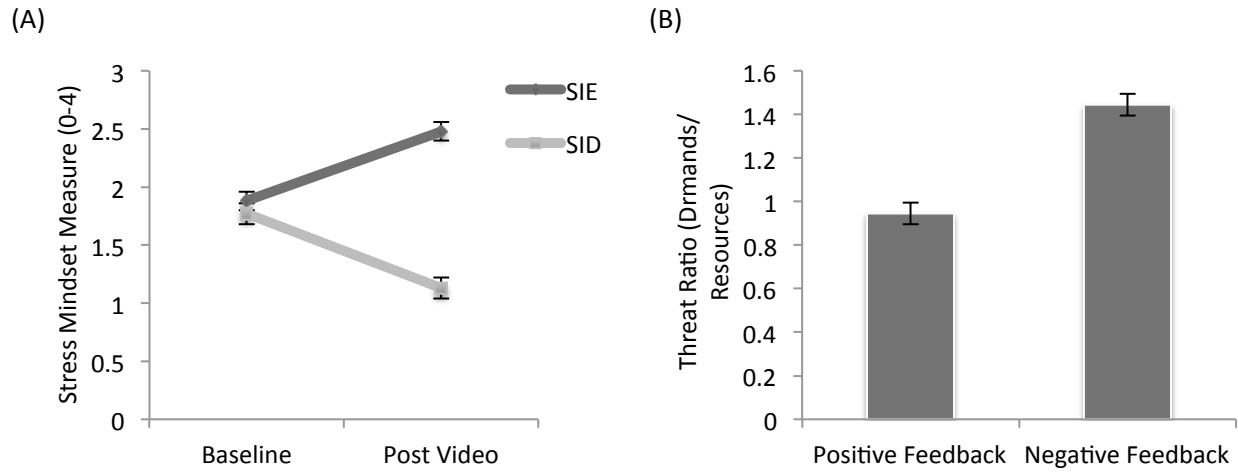 (A)
Stress Mindset Measure (0-4)
3
2.5
2
1.5
1
0.5
0
Baseline
Post Video
SIE
SID
(B)
Threat Ratio (Drmands/
Resources)
1.6
1.4
1.2
1
0.8
0.6
0.4
0.2
0
Positive Feedback
Negative Feedback